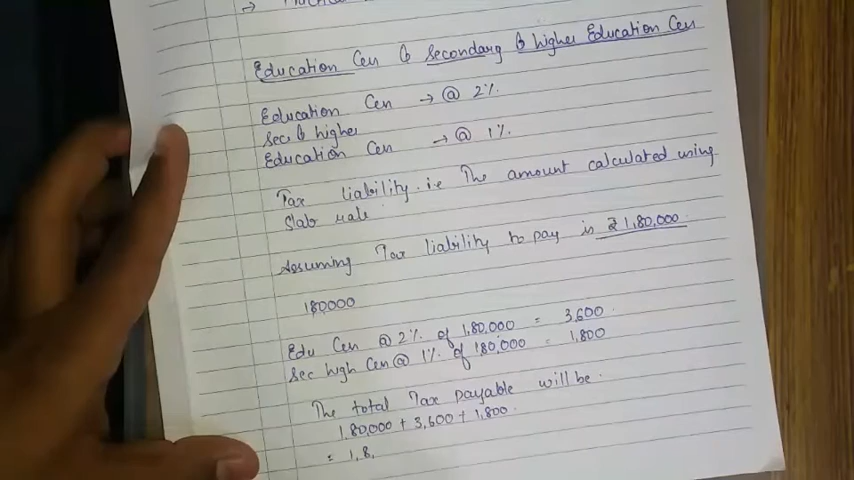 Education Cess & Secondary & higher Education Cess
Education Cess → @ 2%.
Sec & higher
Education Cess → @ 1%.
Tax liability. i.e The amount calculated using
Slab rate.
Assuming Tax liability to pay is ₹ 1,80,000
180000
Edu Cess @ 2%. of 1,80,000 = 3,600
Sec high Cess @ 1% of 180,000 = 1,800
The total Tax payable will be.
1,80,000 + 3,600 + 1,800.
= 1,8,